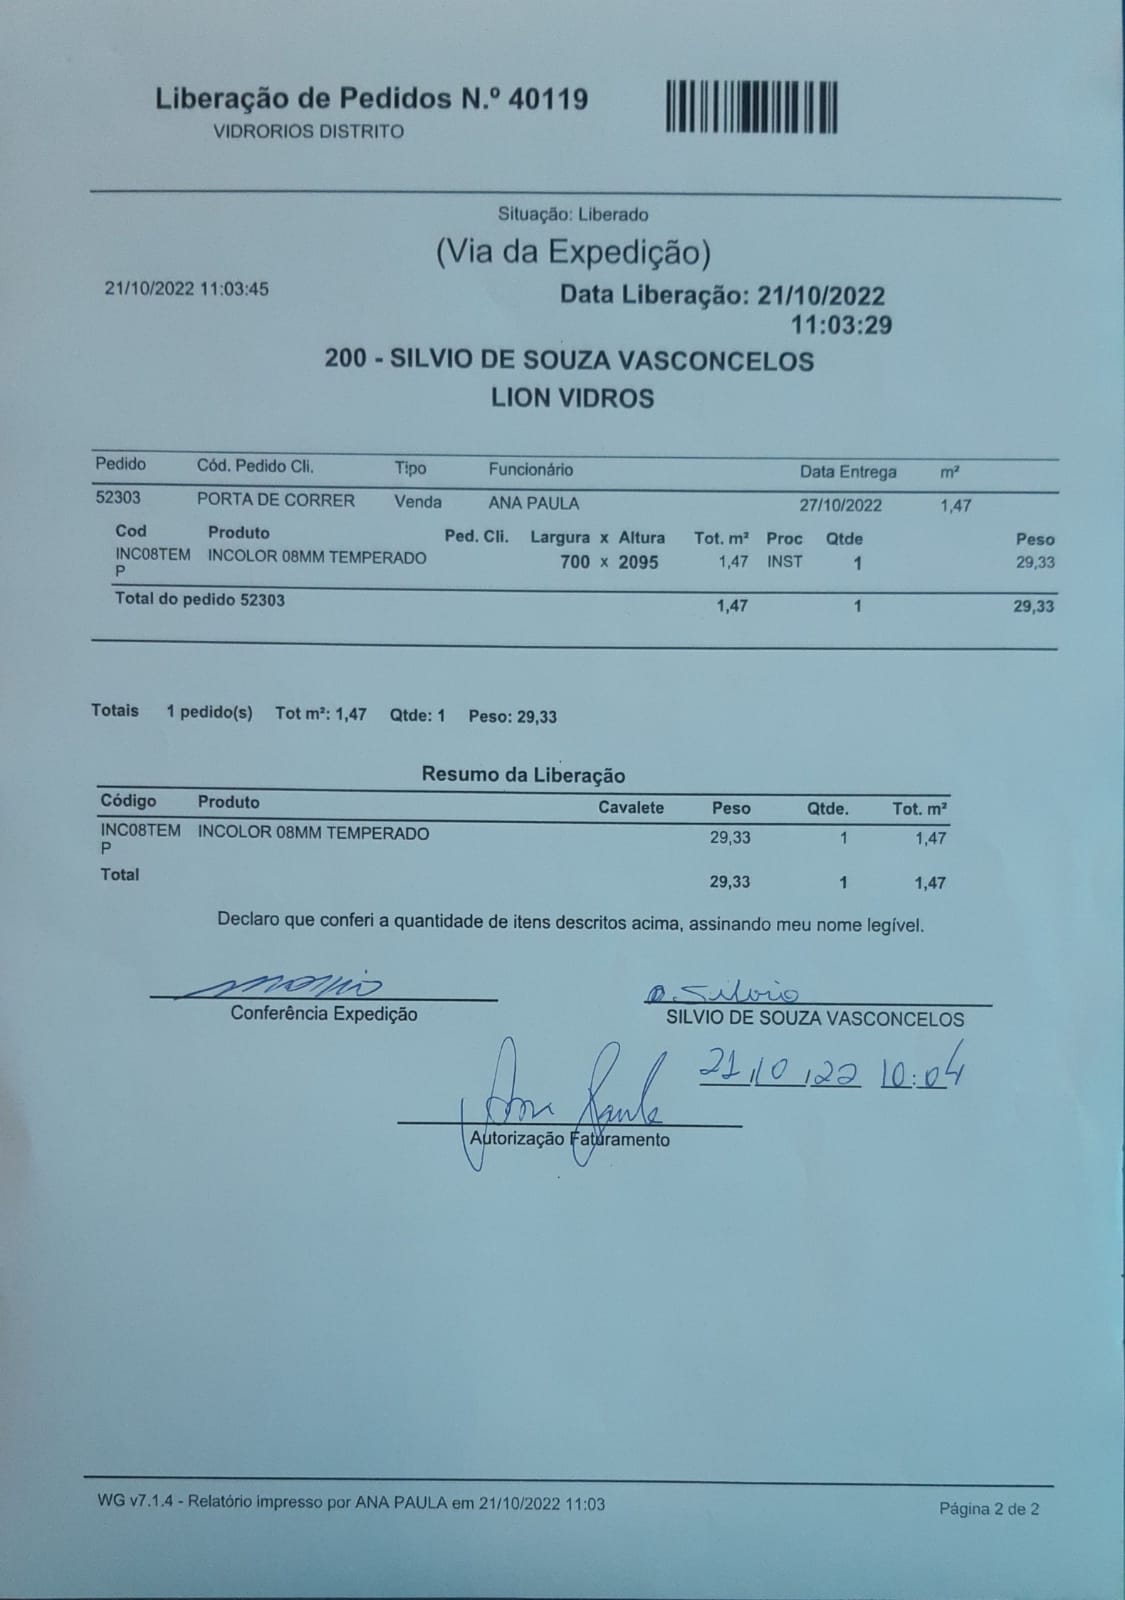 Liberação de Pedidos N.º 40119
VIDRORIOS DISTRITO
Situação: Liberado
(Via da Expedição)
21/10/2022 11:03:45
Data Liberação: 21/10/2022
11:03:29
200 - SILVIO DE SOUZA VASCONCELOS
LION VIDROS
Pedido Cód. Pedido Cli. Tipo Funcionário Data Entrega m²
52303 PORTA DE CORRER Venda ANA PAULA 27/10/2022 1,47
Cod Produto Ped. Cli. Largura x Altura Tot. m² Proc Qtde Peso
INC08TEM INCOLOR 08MM TEMPERADO 700 x 2095 1,47 INST 1 29,33
P
Total do pedido 52303 1,47 1 29,33
Totais 1 pedido(s) Tot m²: 1,47 Qtde: 1 Peso: 29,33
Resumo da Liberação
Código Produto Cavalete Peso Qtde. Tot. m²
INC08TEM INCOLOR 08MM TEMPERADO 29,33 1 1,47
P
Total 29,33 1 1,47
Declaro que conferi a quantidade de itens descritos acima, assinando meu nome legível.
Silvio
Conferência Expedição SILVIO DE SOUZA VASCONCELOS
21/10/22 10:04
Ana Paula
Autorização Faturamento
WG v7.1.4 - Relatório impresso por ANA PAULA em 21/10/2022 11:03
Página 2 de 2